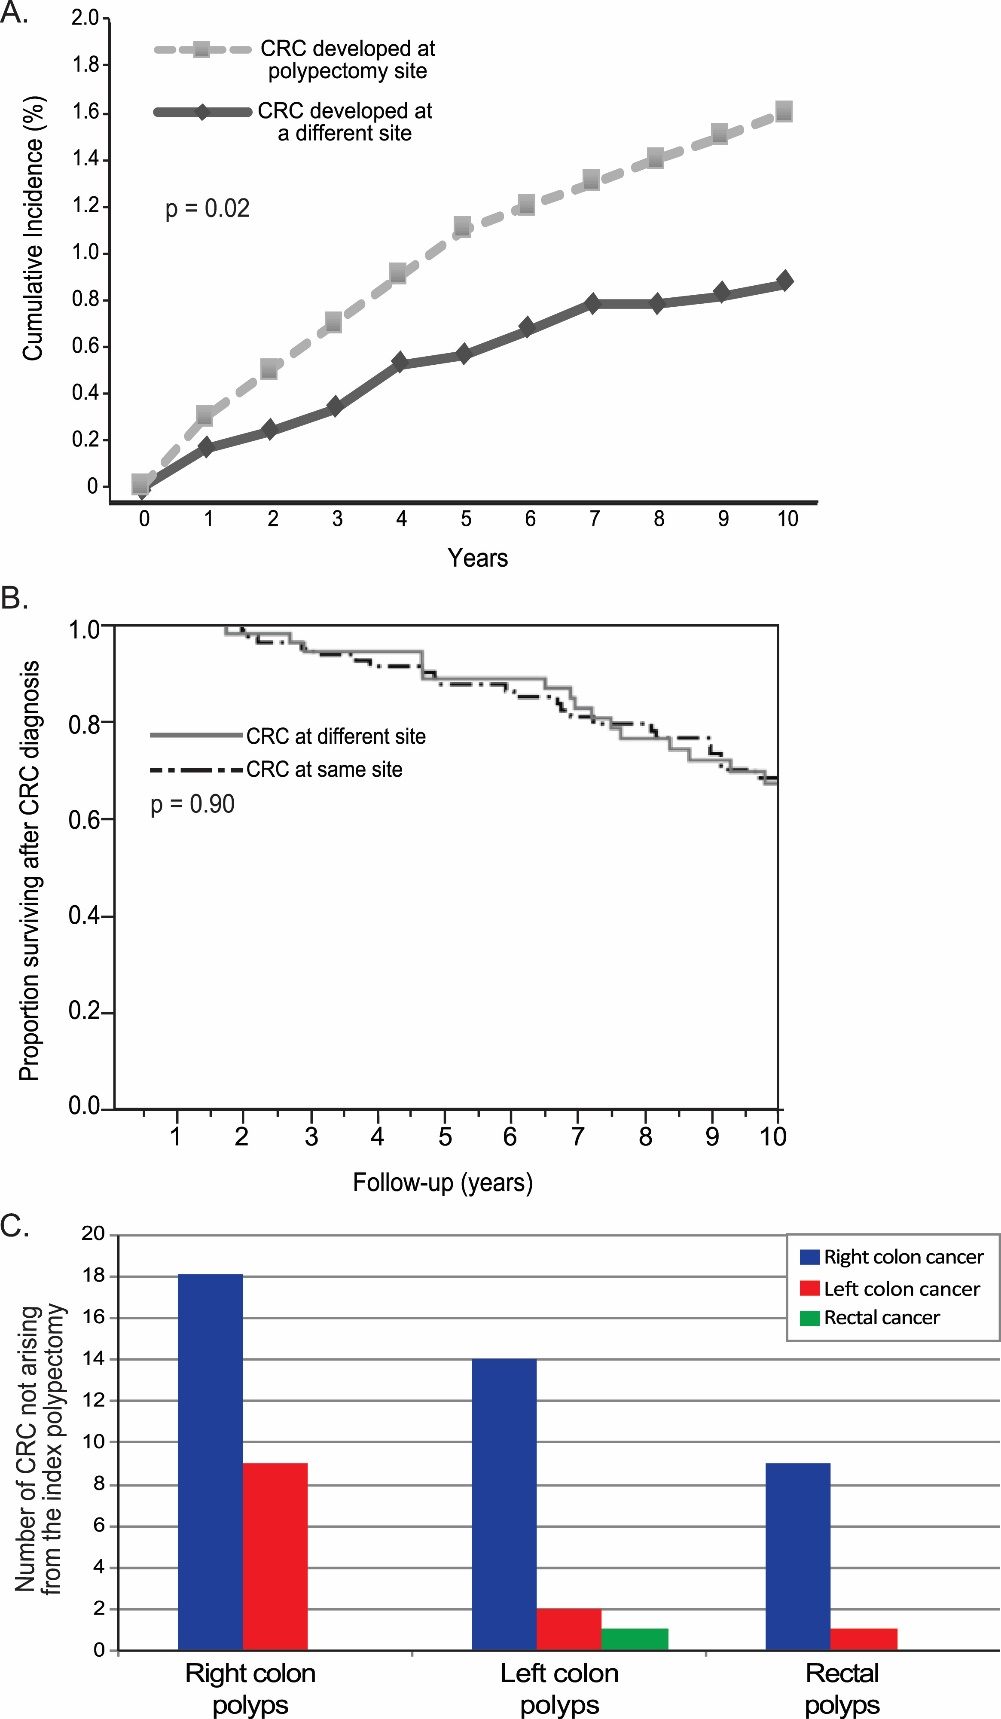 A.
2.0
1.8
1.6
1.4
1.2
1.0
0.8
0.6
0.4
0.2
0
Cumulative Incidence (%)
CRC developed at
polypectomy site
CRC developed at
a different site
p = 0.02
0 1 2 3 4 5 6 7 8 9 10
Years
B.
1.0
0.8
0.6
0.4
0.2
0.0
Proportion surviving after CRC diagnosis
CRC at different site
CRC at same site
p = 0.90
1 2 3 4 5 6 7 8 9 10
Follow-up (years)
C.
20
18
16
14
12
10
8
6
4
2
0
Number of CRC not arising
from the index polypectomy
Right colon cancer
Left colon cancer
Rectal cancer
Right colon
polyps
Left colon
polyps
Rectal
polyps